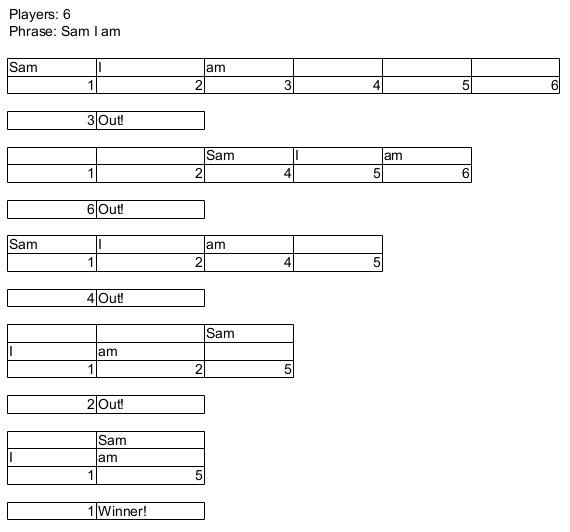 Players: 6
Phrase: Sam I am
Sam I am
1 2 3 4 5 6
3 Out!
Sam I am
1 2 4 5 6
6 Out!
Sam I am
1 2 4 5
4 Out!
Sam
I am
1 2 5
2 Out!
Sam
I am
1 5
1 Winner!